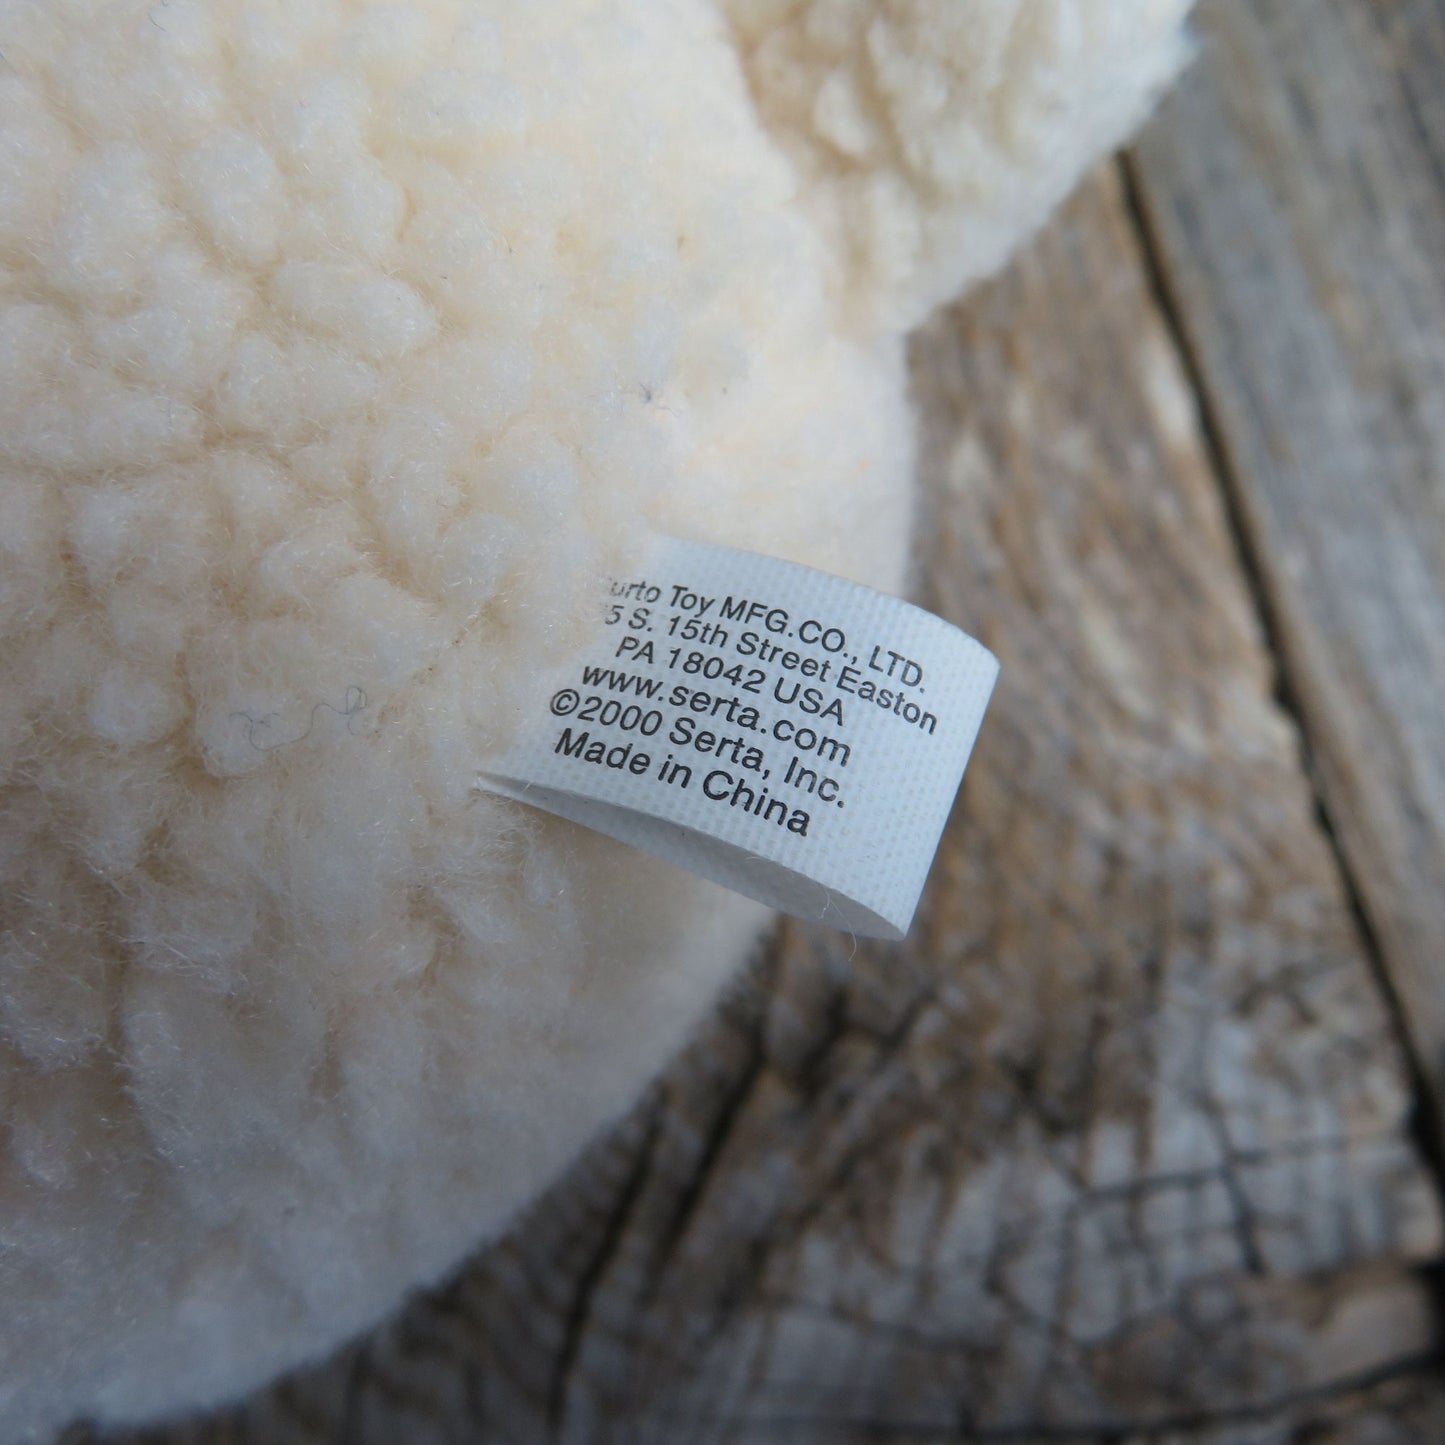 Toy MFG.CO., LTD.
5 S. 15th Street Easton
PA 18042 USA
www.serta.com
©2000 Serta, Inc.
Made in China